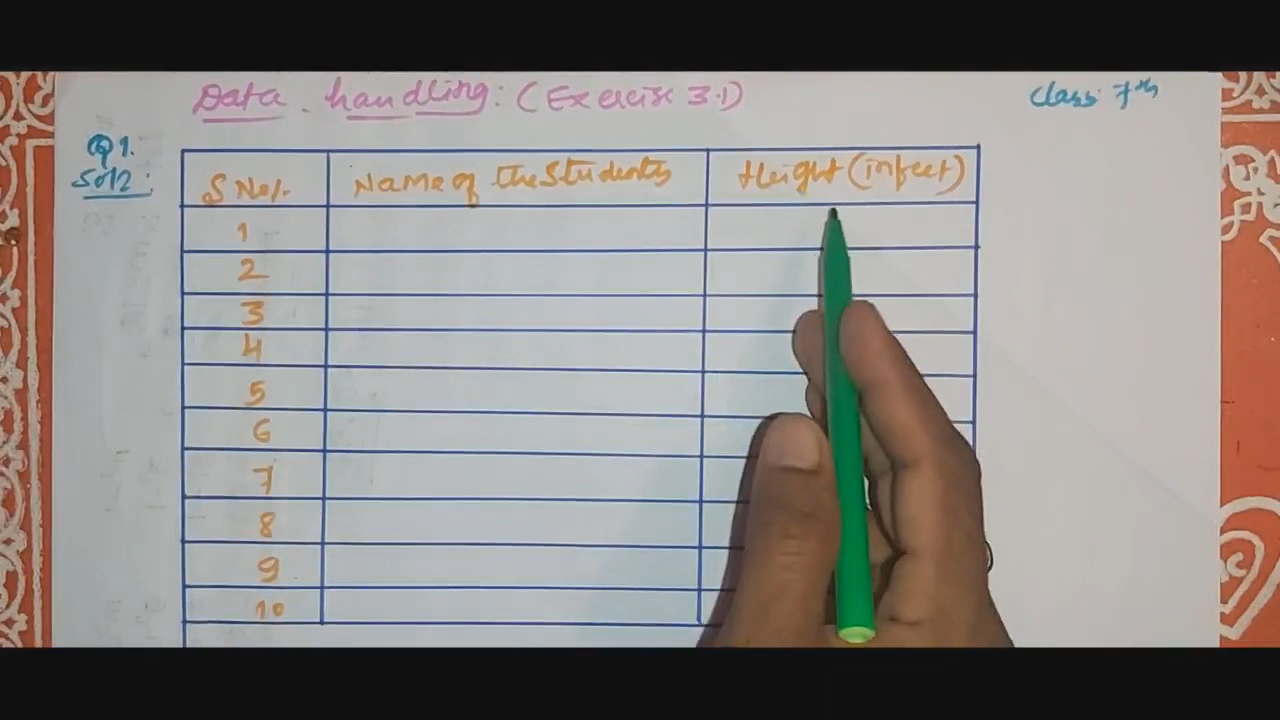 Data handling: (Exercise 3.1)
Class 7th
Q1.
Sol2:
S No. Name of the Students Height (in feet)
1
2
3
4
5
6
7
8
9
10